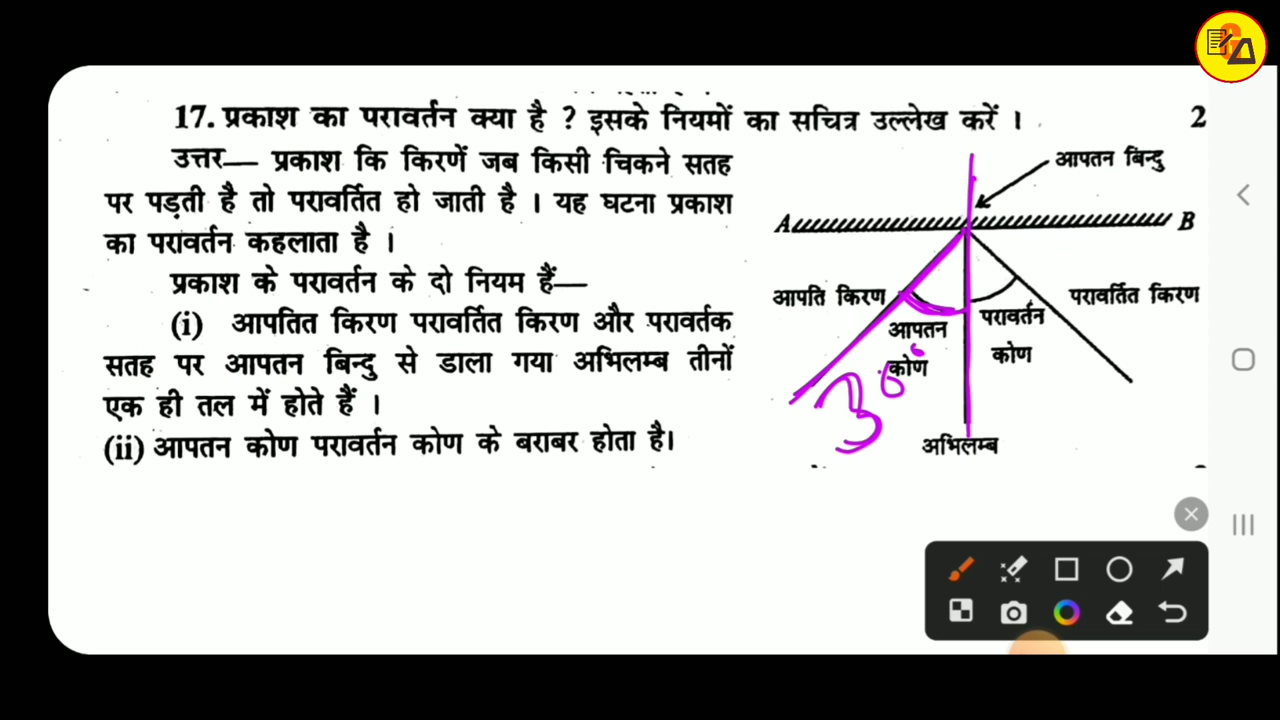 17. प्रकाश का परावर्तन क्या है ? इसके नियमों का सचित्र उल्लेख करें ।
2
उत्तर— प्रकाश कि किरणें जब किसी चिकने सतह
पर पड़ती है तो परावर्तित हो जाती है । यह घटना प्रकाश
का परावर्तन कहलाता है ।
प्रकाश के परावर्तन के दो नियम हैं—
(i) आपतित किरण परावर्तित किरण और परावर्तक
सतह पर आपतन बिन्दु से डाला गया अभिलम्ब तीनों
एक ही तल में होते हैं ।
(ii) आपतन कोण परावर्तन कोण के बराबर होता है।
आपतन बिन्दु
A
B
आपति किरण
परावर्तित किरण
आपतन
कोण
परावर्तन
कोण
30°
अभिलम्ब